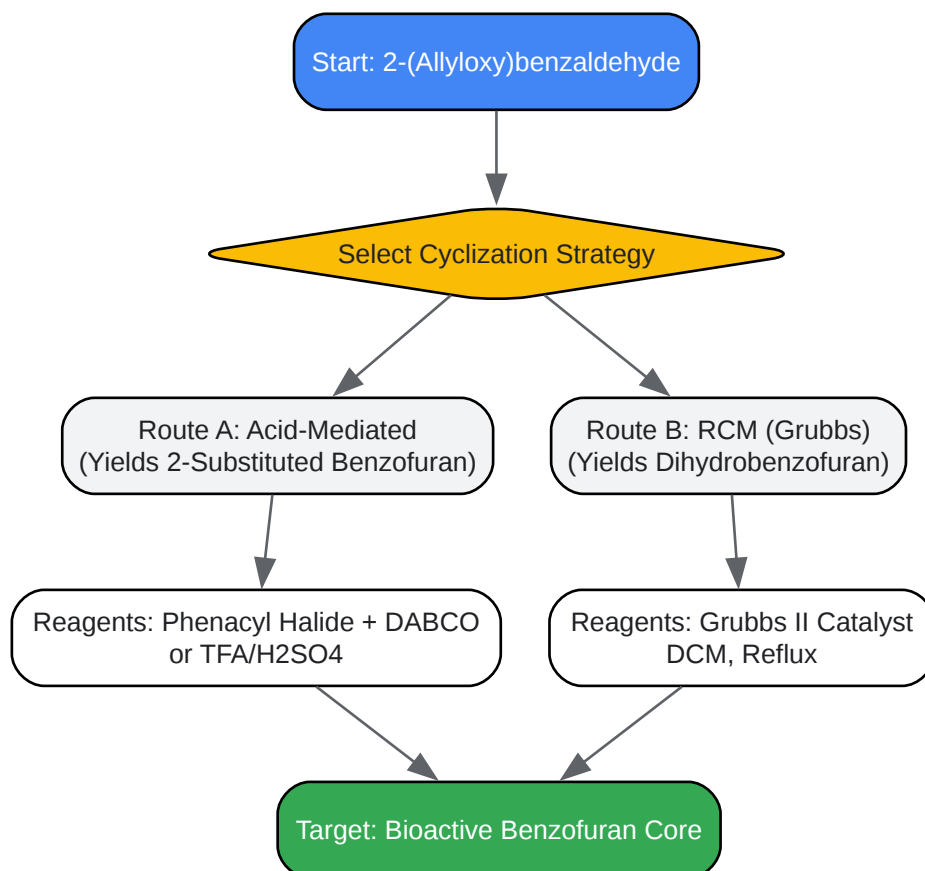 Start: 2-(Allyloxy)benzaldehyde
Select Cyclization Strategy
Route A: Acid-Mediated
(Yields 2-Substituted Benzofuran)
Route B: RCM (Grubbs)
(Yields Dihydrobenzofuran)
Reagents: Phenacyl Halide + DABCO
or TFA/H2SO4
Reagents: Grubbs II Catalyst
DCM, Reflux
Target: Bioactive Benzofuran Core